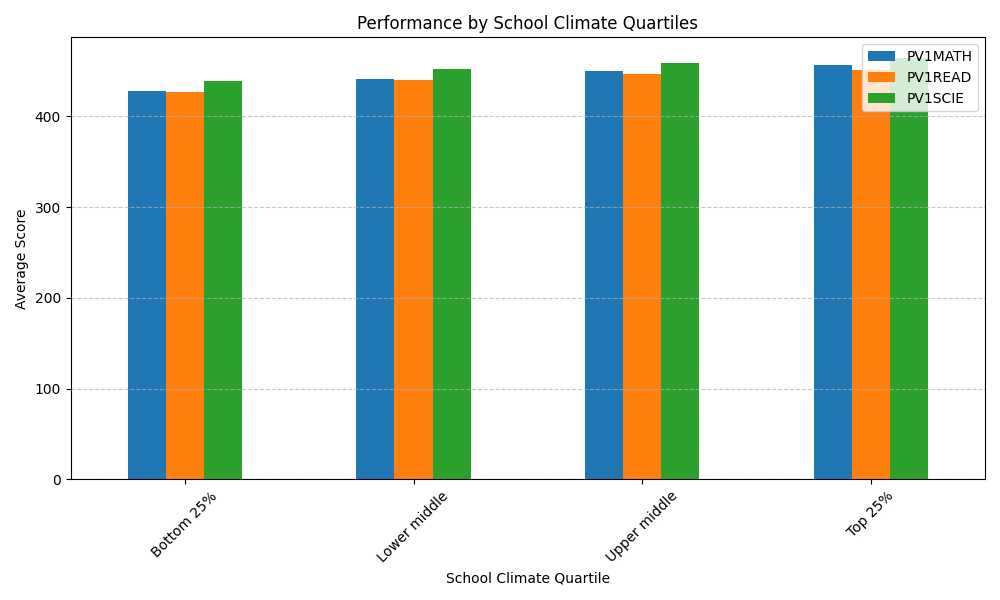 Performance by School Climate Quartiles
PV1MATH
PV1READ
PV1SCIE
400
300
200
100
0
Average Score
Bottom 25%
Lower middle
Upper middle
Top 25%
School Climate Quartile